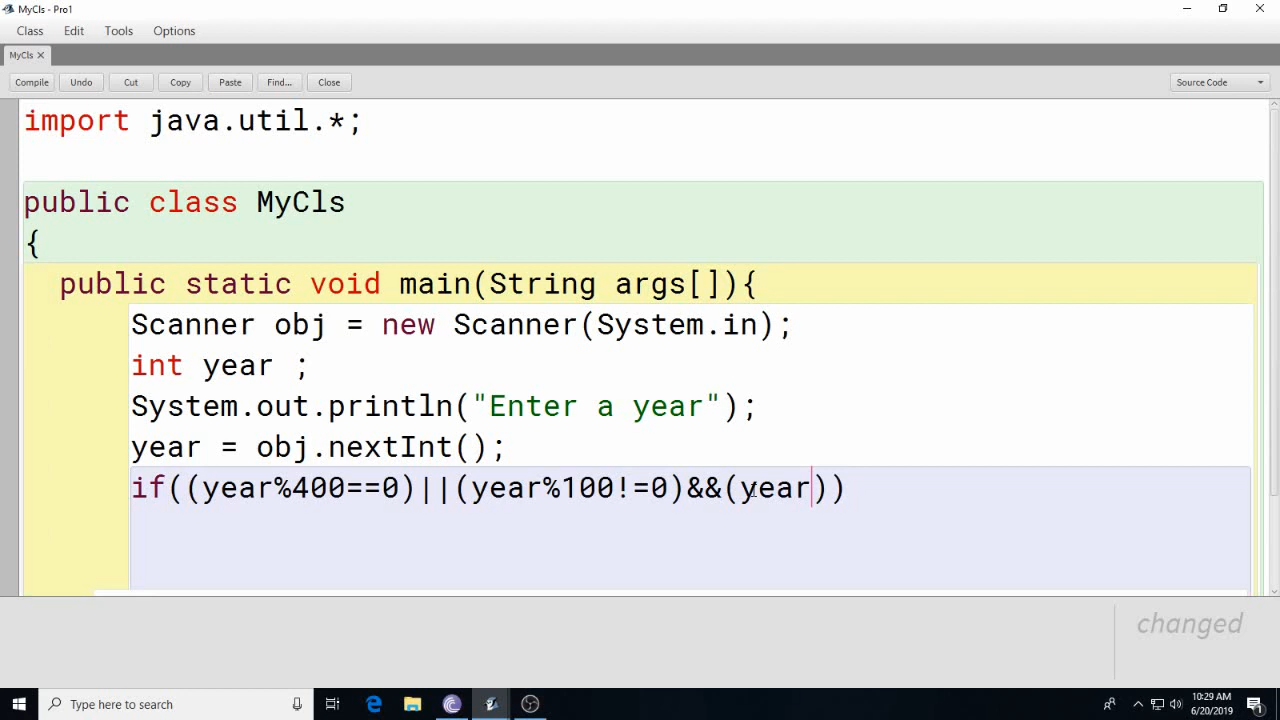 MyCls - Pro1
Class Edit Tools Options
MyCls ×
Compile Undo Cut Copy Paste Find... Close Source Code
import java.util.*;
public class MyCls
{
public static void main(String args[]){
Scanner obj = new Scanner(System.in);
int year ;
System.out.println("Enter a year");
year = obj.nextInt();
if((year%400==0)||(year%100!=0)&&(year))
changed
Type here to search
10:29 AM
6/20/2019
1